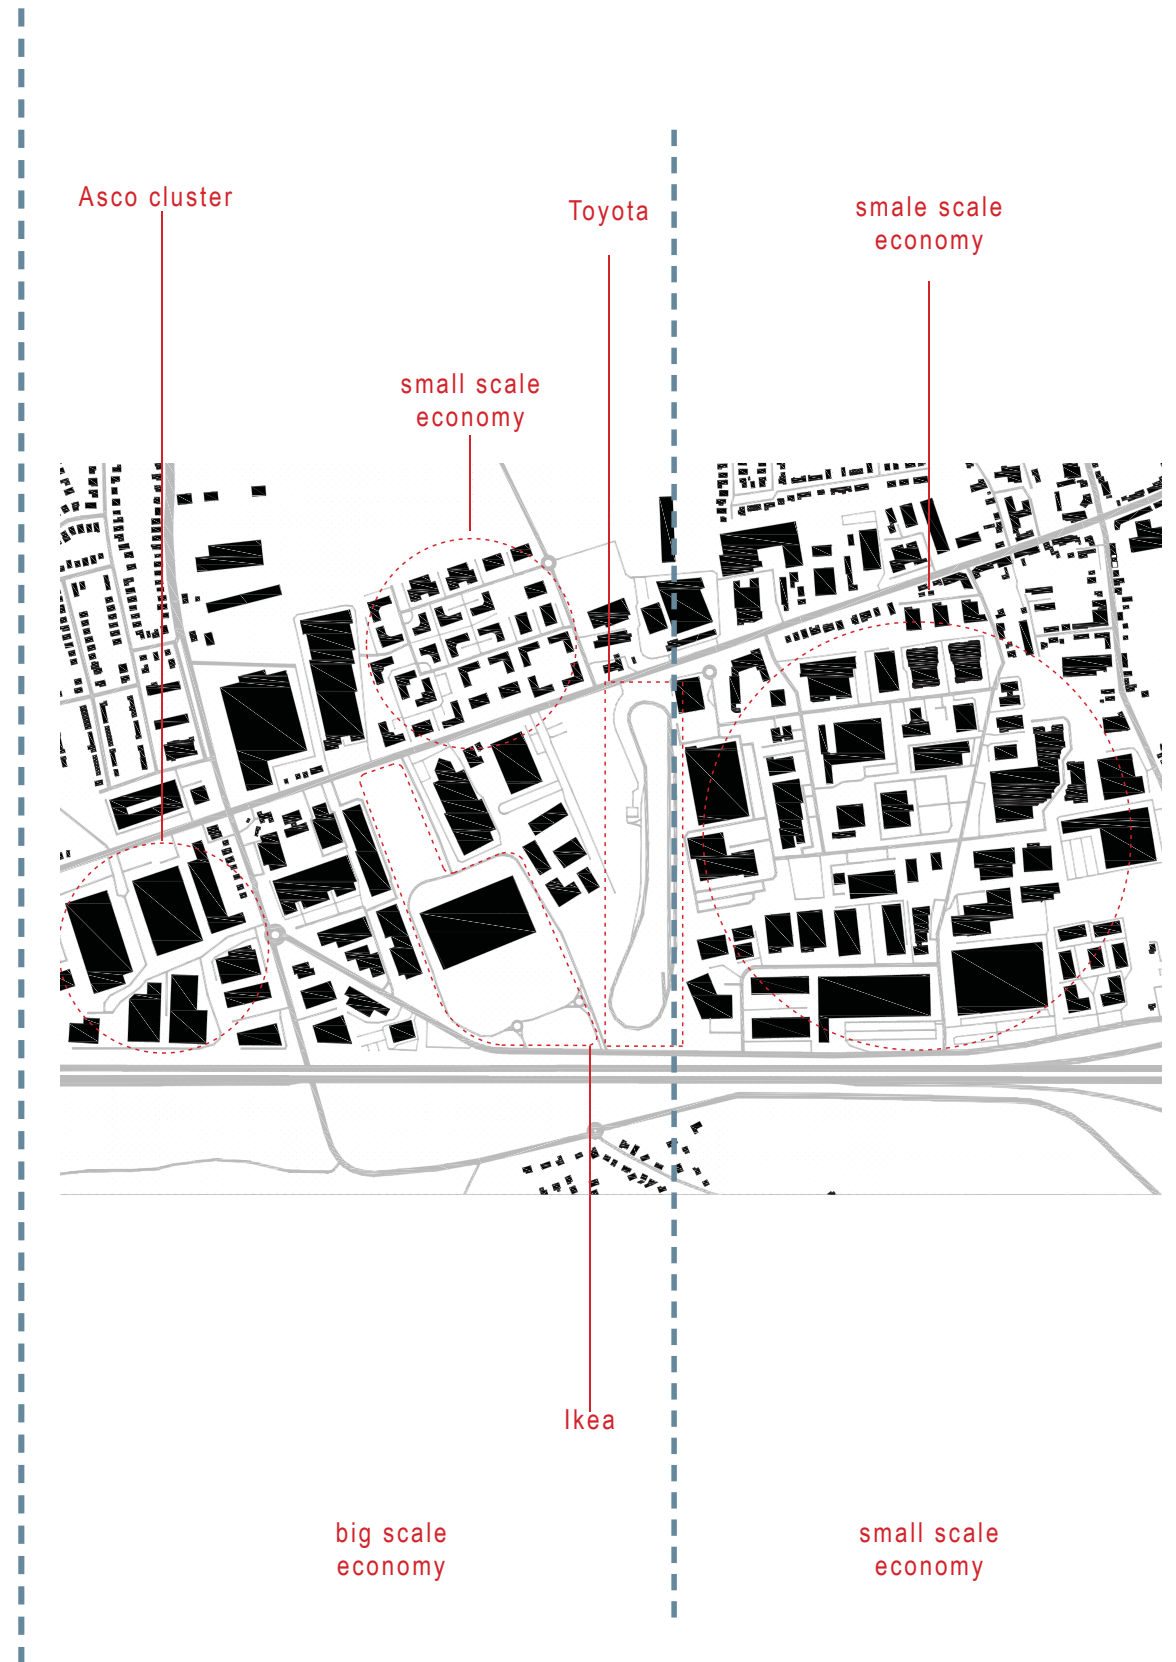 Asco cluster
Toyota
smale scale
economy
small scale
economy
Ikea
big scale
economy
small scale
economy